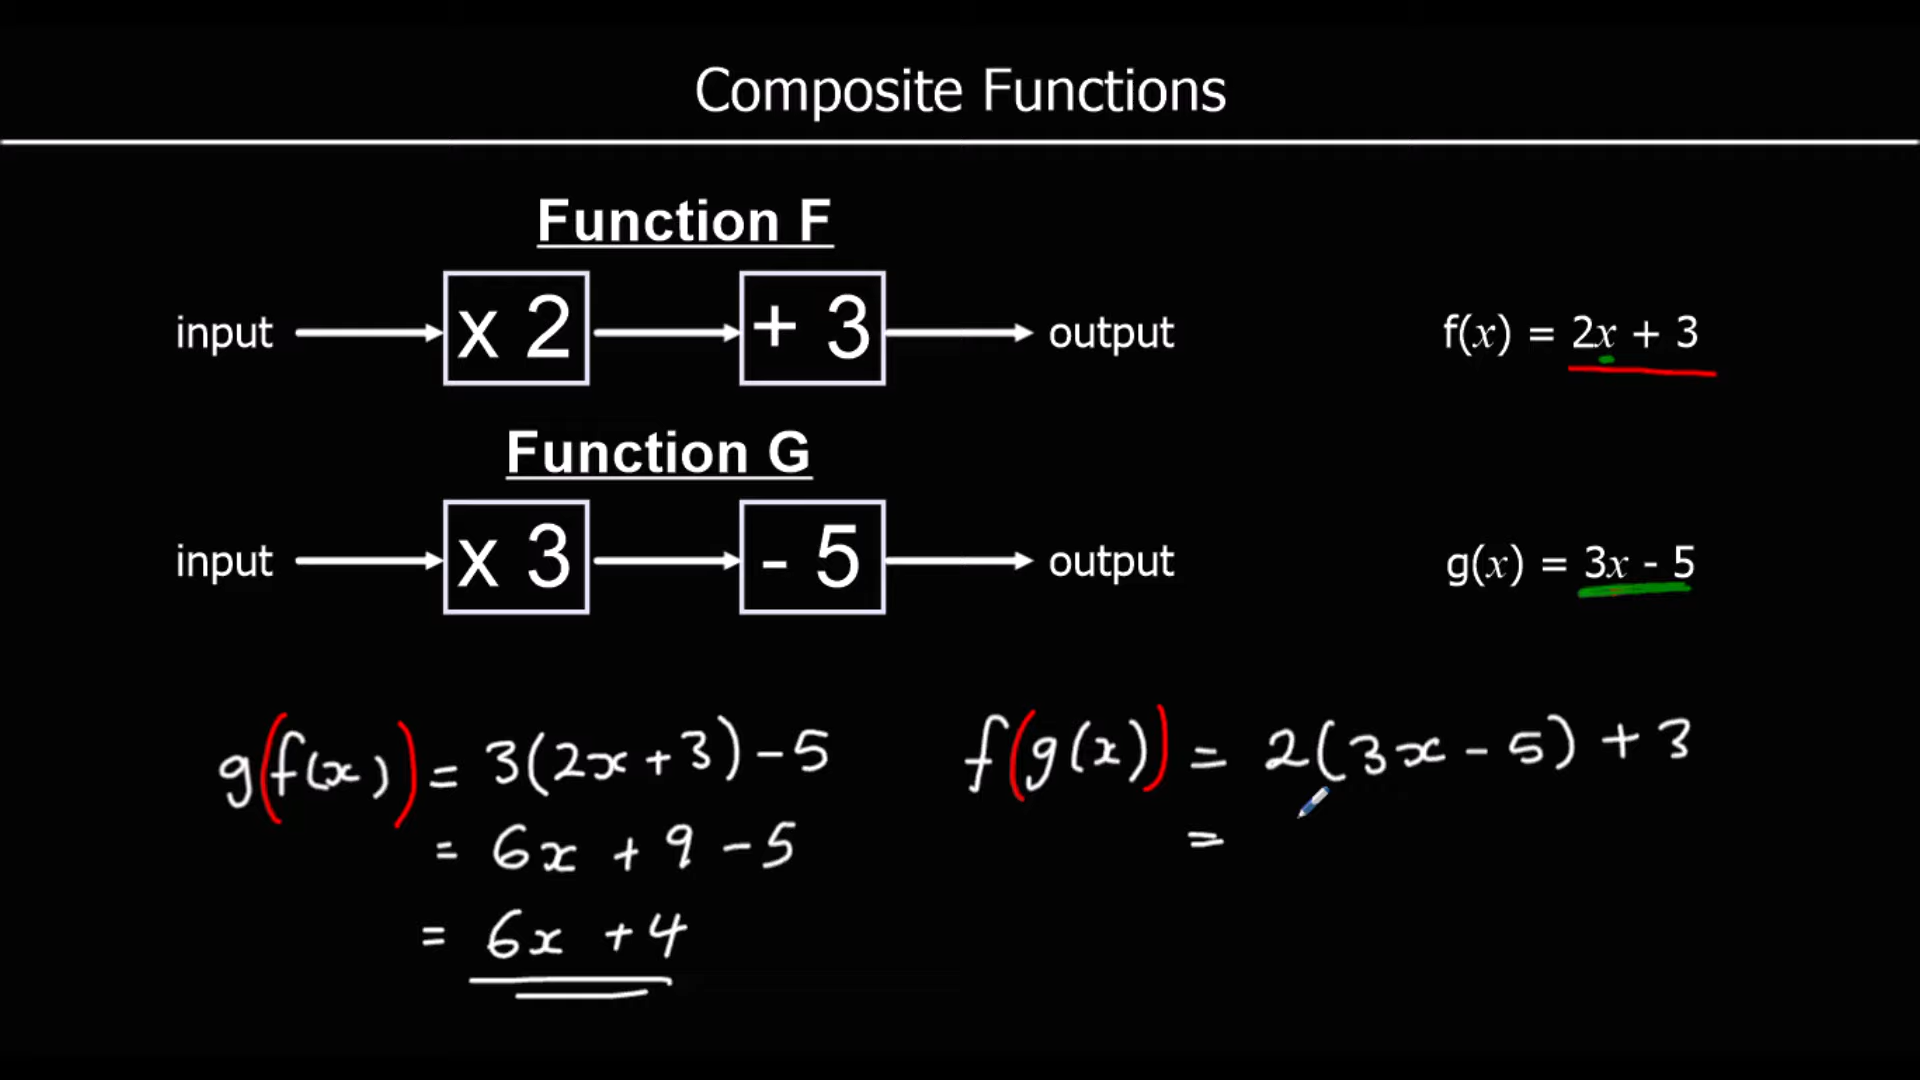 Composite Functions
Function F
input x 2 + 3 output f(x) = 2x + 3
Function G
input x 3 - 5 output g(x) = 3x - 5
g(f(x)) = 3(2x + 3) - 5
= 6x + 9 - 5
= 6x + 4
f(g(x)) = 2(3x - 5) + 3
=